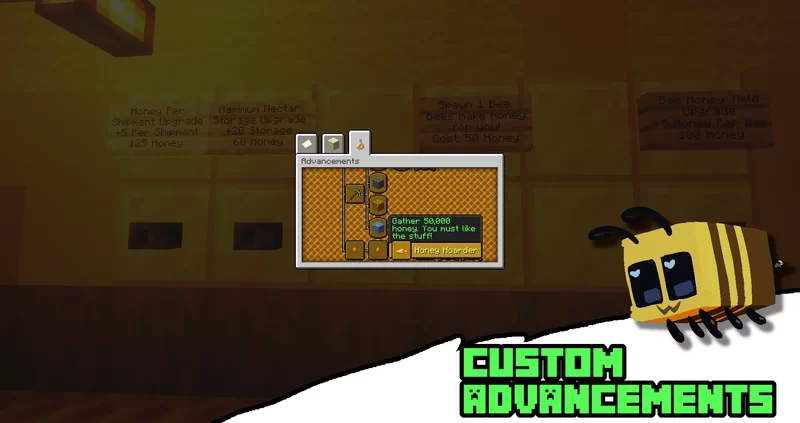 Honey Per
Shipment Upgrade
+5 Per Shipment
125 Honey
Maximum Nectar
Storage Upgrade
+20 Storage
60 Honey
Spawn 1 Bee
Bees make Honey
for you!
Cost: 50 Honey
Bee Honey Yield
Upgrade
+5 Honey Per Bee
100 Honey
Advancements
Gather 50,000
honey. You must like
the stuff!
Honey Hoarder
CUSTOM
ADVANCEMENTS